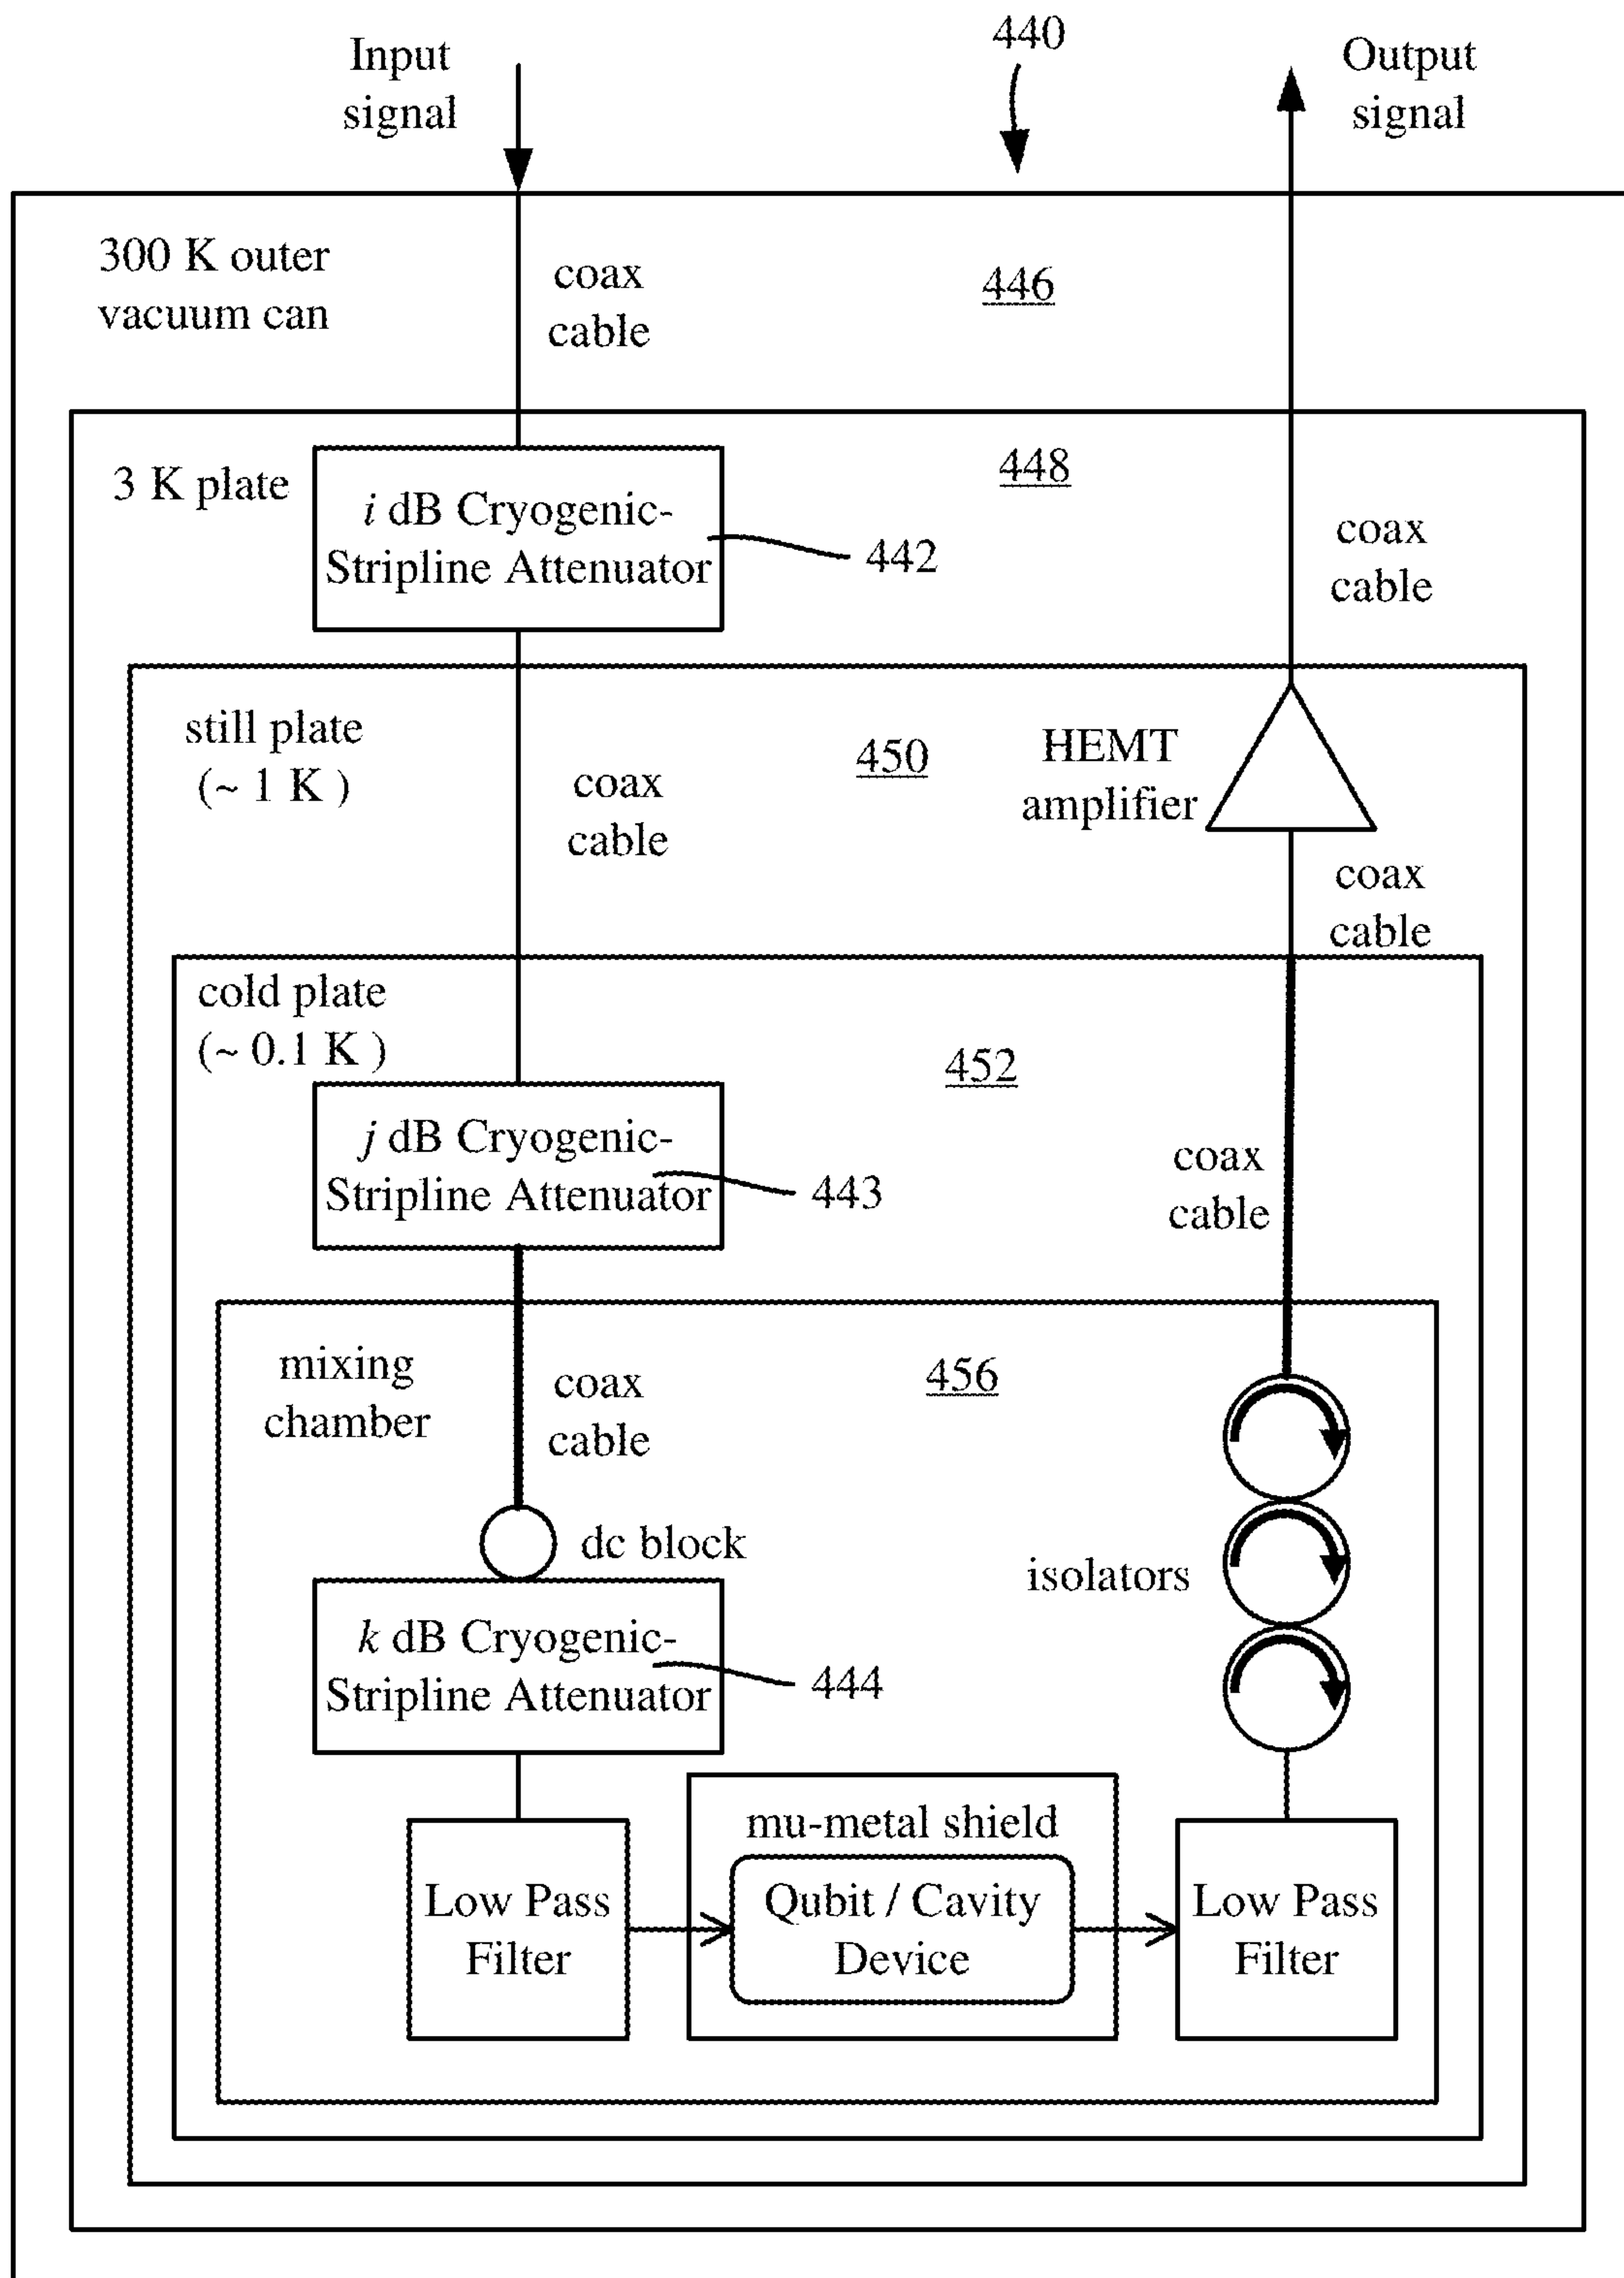 Input
signal
440
Output
signal
300 K outer
vacuum can
coax
cable
446
3 K plate
i dB Cryogenic-
Stripline Attenuator
442
448
coax
cable
still plate
(~ 1 K )
coax
cable
450
HEMT
amplifier
coax
cable
cold plate
(~ 0.1 K )
452
j dB Cryogenic-
Stripline Attenuator
443
coax
cable
mixing
chamber
coax
cable
456
dc block
isolators
k dB Cryogenic-
Stripline Attenuator
444
mu-metal shield
Low Pass
Filter
Qubit / Cavity
Device
Low Pass
Filter